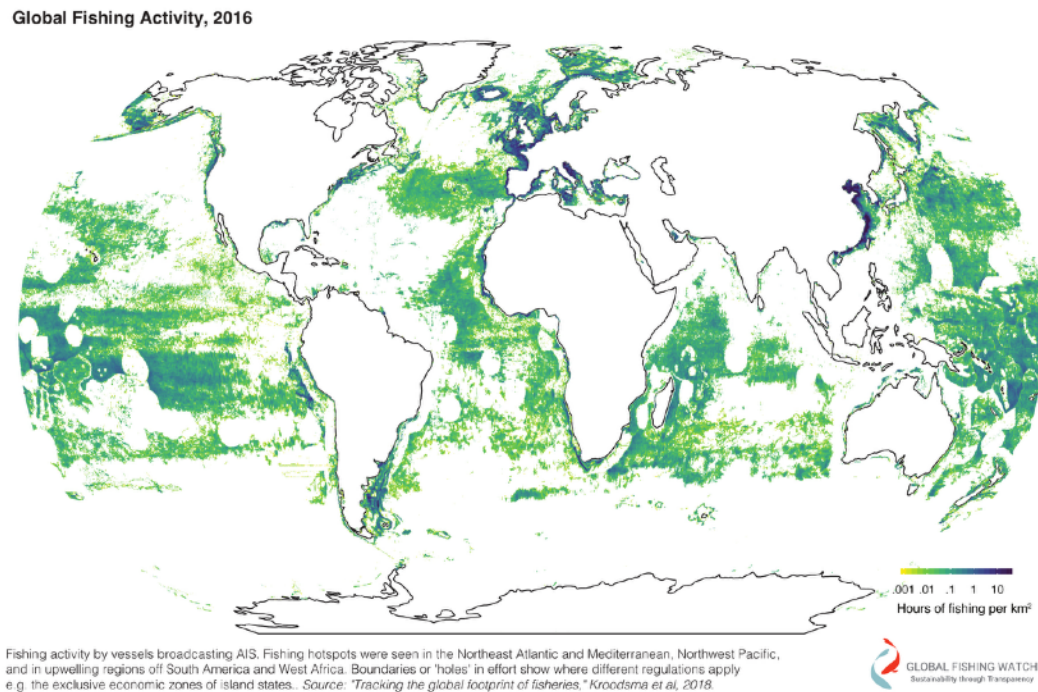 Global Fishing Activity, 2016
.001 .01 .1 1 10
Hours of fishing per km²
Fishing activity by vessels broadcasting AIS. Fishing hotspots were seen in the Northeast Atlantic and Mediterranean, Northwest Pacific,
and in upwelling regions off South America and West Africa. Boundaries or 'holes' in effort show where different regulations apply
e.g. the exclusive economic zones of island states.. Source: "Tracking the global footprint of fisheries," Kroodsma et al, 2018.
GLOBAL FISHING WATCH
Sustainability through Transparency